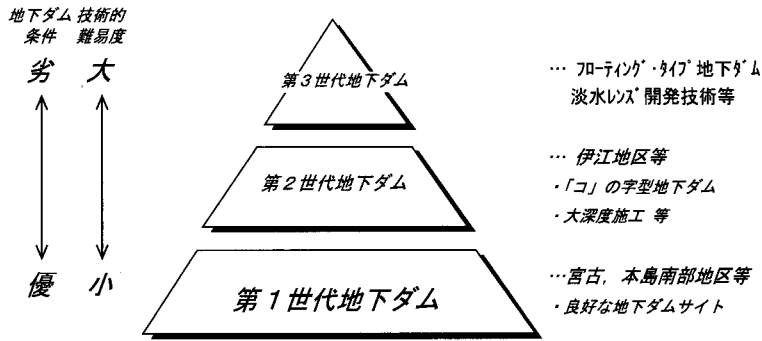 地下ダム 技術的
条件 難易度
劣 大
優 小
第３世代地下ダム
… ﾌﾛｰﾃｨﾝｸﾞ･ﾀｲﾌﾟ地下ダム
淡水ﾚﾝｽﾞ開発技術等
第２世代地下ダム
… 伊江地区等
・「コ」の字型地下ダム
・大深度施工 等
第１世代地下ダム
…宮古，本島南部地区等
・良好な地下ダムサイト